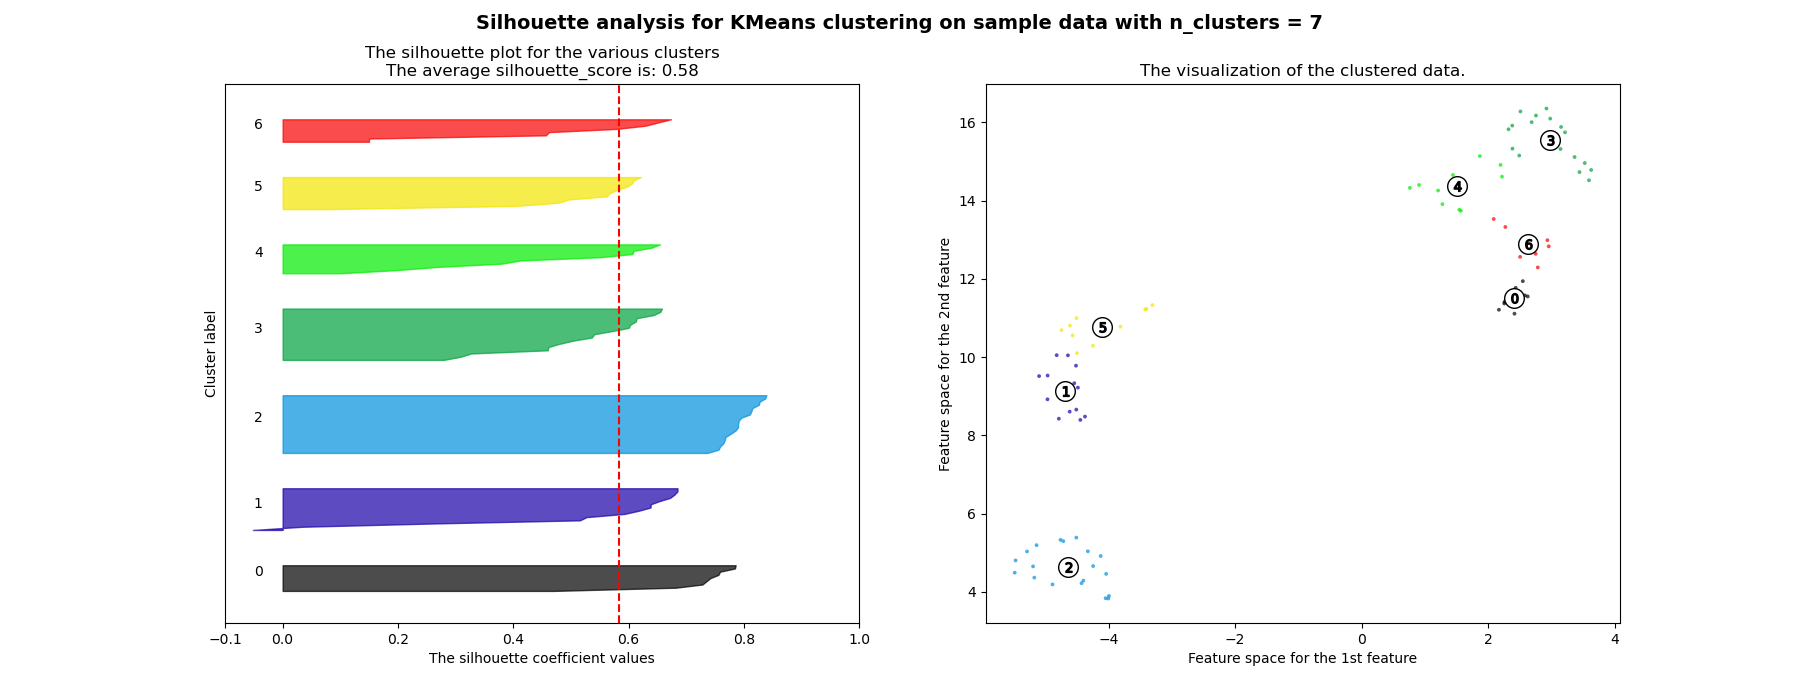 Silhouette analysis for KMeans clustering on sample data with n_clusters = 7
The silhouette plot for the various clusters
The average silhouette_score is: 0.58
6
5
4
3
2
1
0
Cluster label
−0.1 0.0 0.2 0.4 0.6 0.8 1.0
The silhouette coefficient values
The visualization of the clustered data.
16
14
12
10
8
6
4
Feature space for the 2nd feature
3
4
6
0
5
1
2
−4 −2 0 2 4
Feature space for the 1st feature